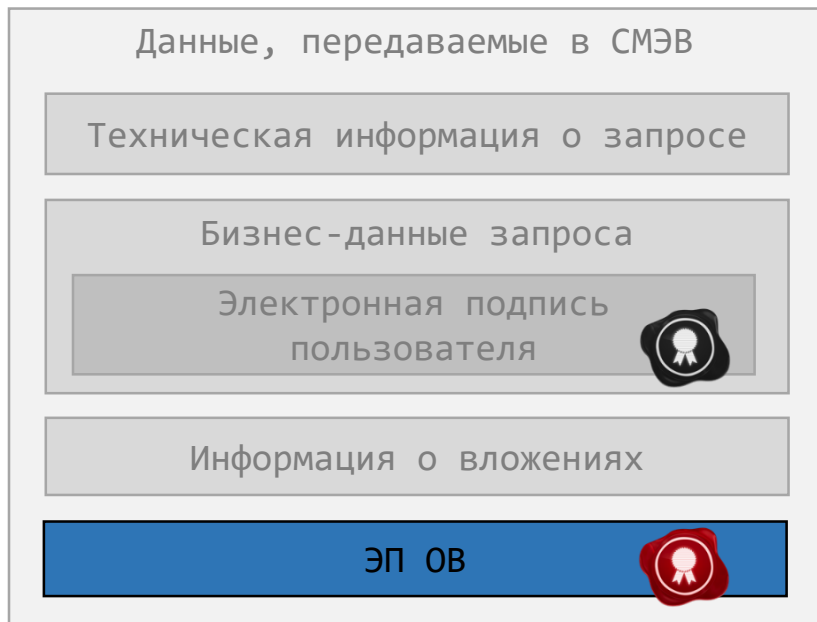 Данные, передаваемые в СМЭВ
Техническая информация о запросе
Бизнес-данные запроса
Электронная подпись
пользователя
Информация о вложениях
ЭП ОВ